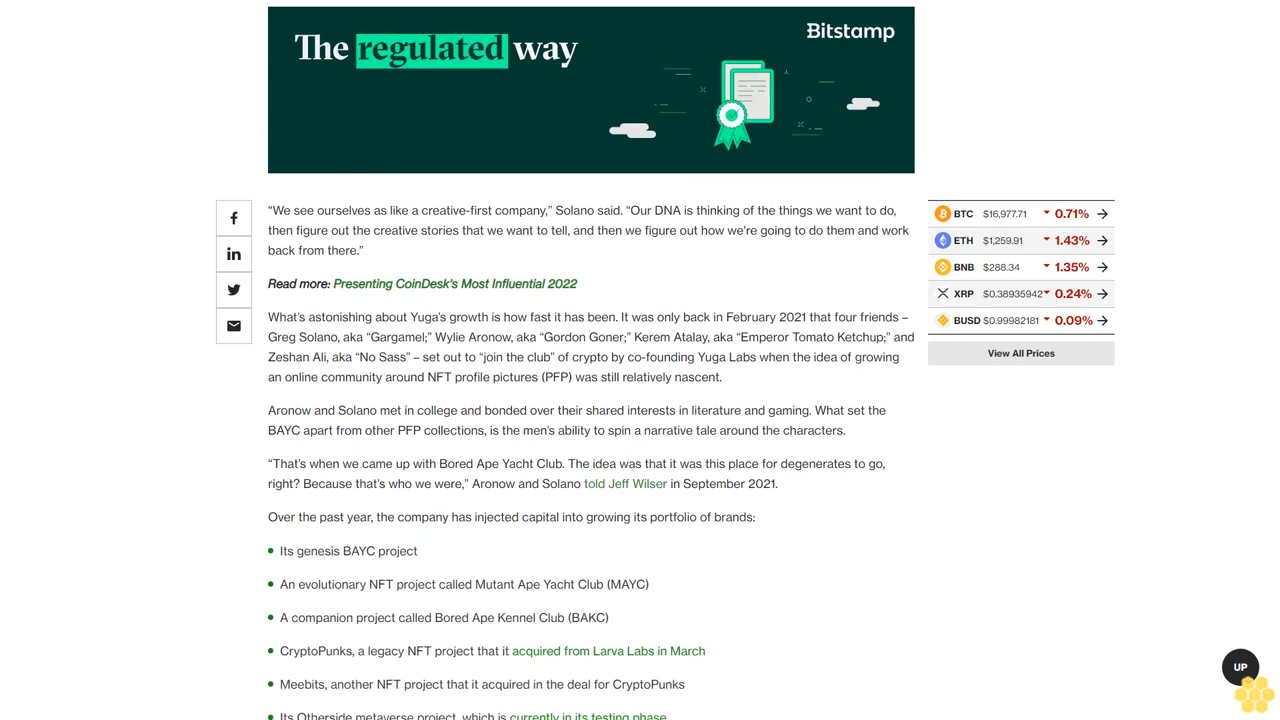 The regulated way
Bitstamp
“We see ourselves as like a creative-first company,” Solano said. “Our DNA is thinking of the things we want to do,
then figure out the creative stories that we want to tell, and then we figure out how we’re going to do them and work
back from there.”
Read more: Presenting CoinDesk's Most Influential 2022
What’s astonishing about Yuga’s growth is how fast it has been. It was only back in February 2021 that four friends –
Greg Solano, aka “Gargamel;” Wylie Aronow, aka “Gordon Goner;” Kerem Atalay, aka “Emperor Tomato Ketchup;” and
Zeshan Ali, aka “No Sass” – set out to “join the club” of crypto by co-founding Yuga Labs when the idea of growing
an online community around NFT profile pictures (PFP) was still relatively nascent.
Aronow and Solano met in college and bonded over their shared interests in literature and gaming. What set the
BAYC apart from other PFP collections, is the men’s ability to spin a narrative tale around the characters.
“That’s when we came up with Bored Ape Yacht Club. The idea was that it was this place for degenerates to go,
right? Because that’s who we were,” Aronow and Solano told Jeff Wilser in September 2021.
Over the past year, the company has injected capital into growing its portfolio of brands:
Its genesis BAYC project
An evolutionary NFT project called Mutant Ape Yacht Club (MAYC)
A companion project called Bored Ape Kennel Club (BAKC)
CryptoPunks, a legacy NFT project that it acquired from Larva Labs in March
Meebits, another NFT project that it acquired in the deal for CryptoPunks
Its Otherside metaverse project, which is currently in its testing phase
BTC $16,977.71 0.71%
ETH $1,259.91 1.43%
BNB $288.34 1.35%
XRP $0.38935942 0.24%
BUSD $0.99982181 0.09%
View All Prices
UP